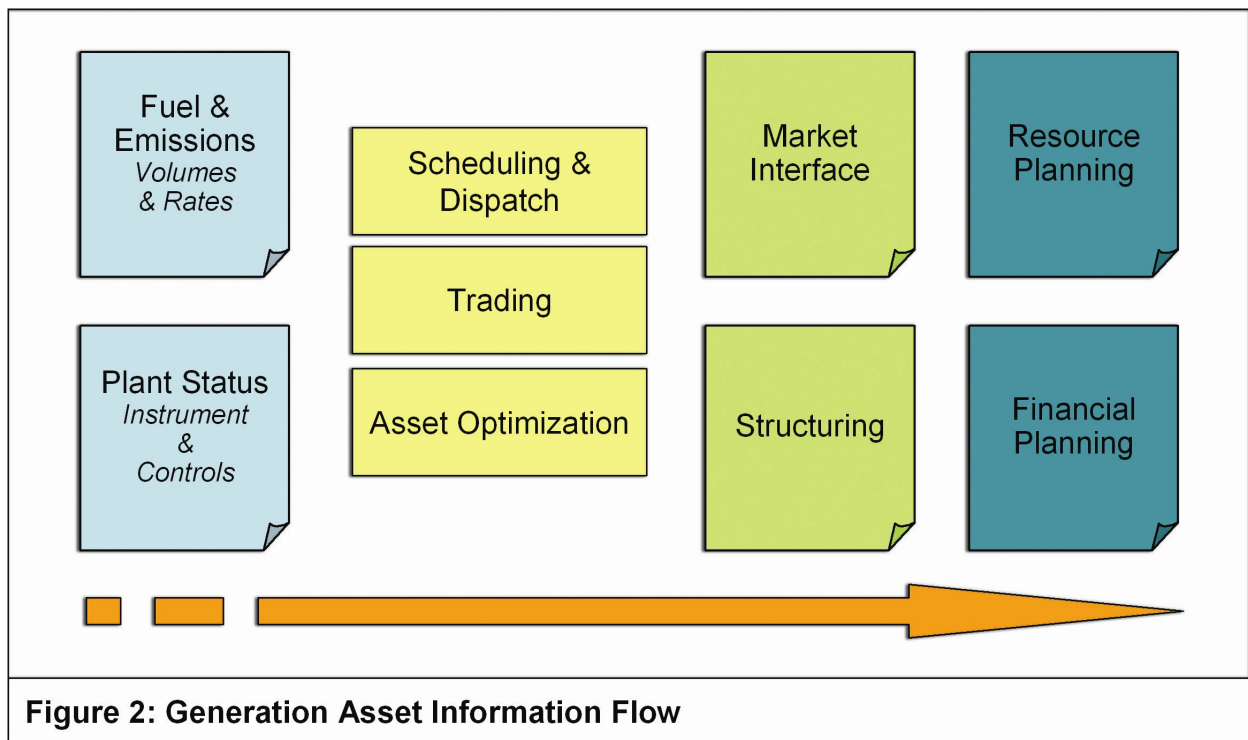 Fuel &
Emissions
Volumes
& Rates
Plant Status
Instrument
&
Controls
Scheduling &
Dispatch
Trading
Asset Optimization
Market
Interface
Structuring
Resource
Planning
Financial
Planning
Figure 2: Generation Asset Information Flow